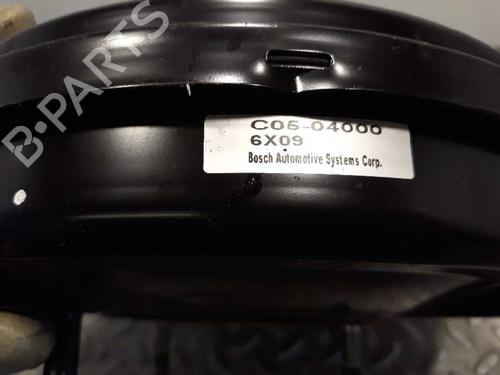 C06-04000
6X09
Bosch Automotive Systems Corp.
B-PARTS